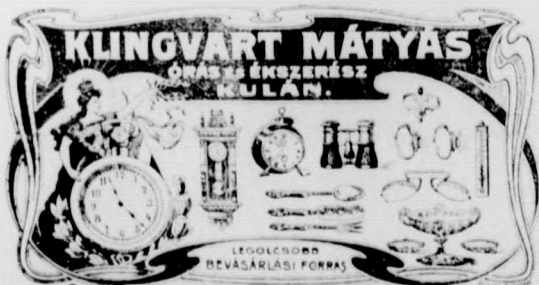 KLINGVART MÁTYÁS
ÓRÁS ÉS ÉKSZERÉSZ
KULÁN.
LEGOLCSÓBB
BEVÁSÁRLÁSI FORRÁS